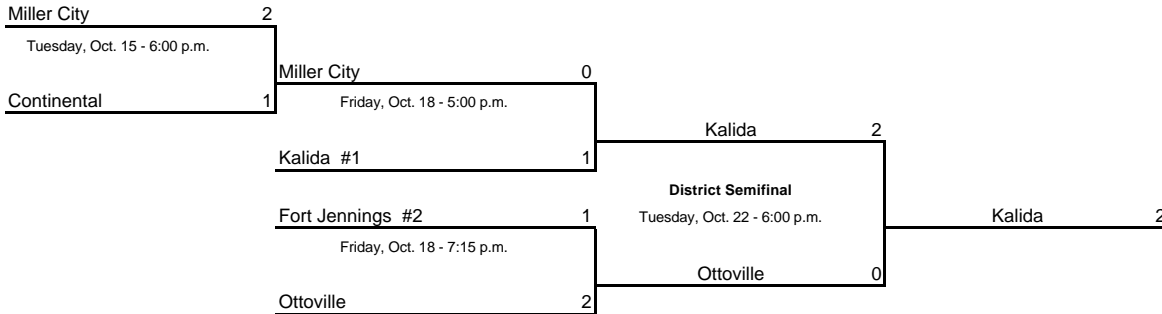 Miller City 2
Tuesday, Oct. 15 - 6:00 p.m.
Continental 1
Miller City 0
Friday, Oct. 18 - 5:00 p.m.
Kalida #1 1
Fort Jennings #2 1
Friday, Oct. 18 - 7:15 p.m.
Ottoville 2
Kalida 2
District Semifinal
Tuesday, Oct. 22 - 6:00 p.m.
Ottoville 0
Kalida 2